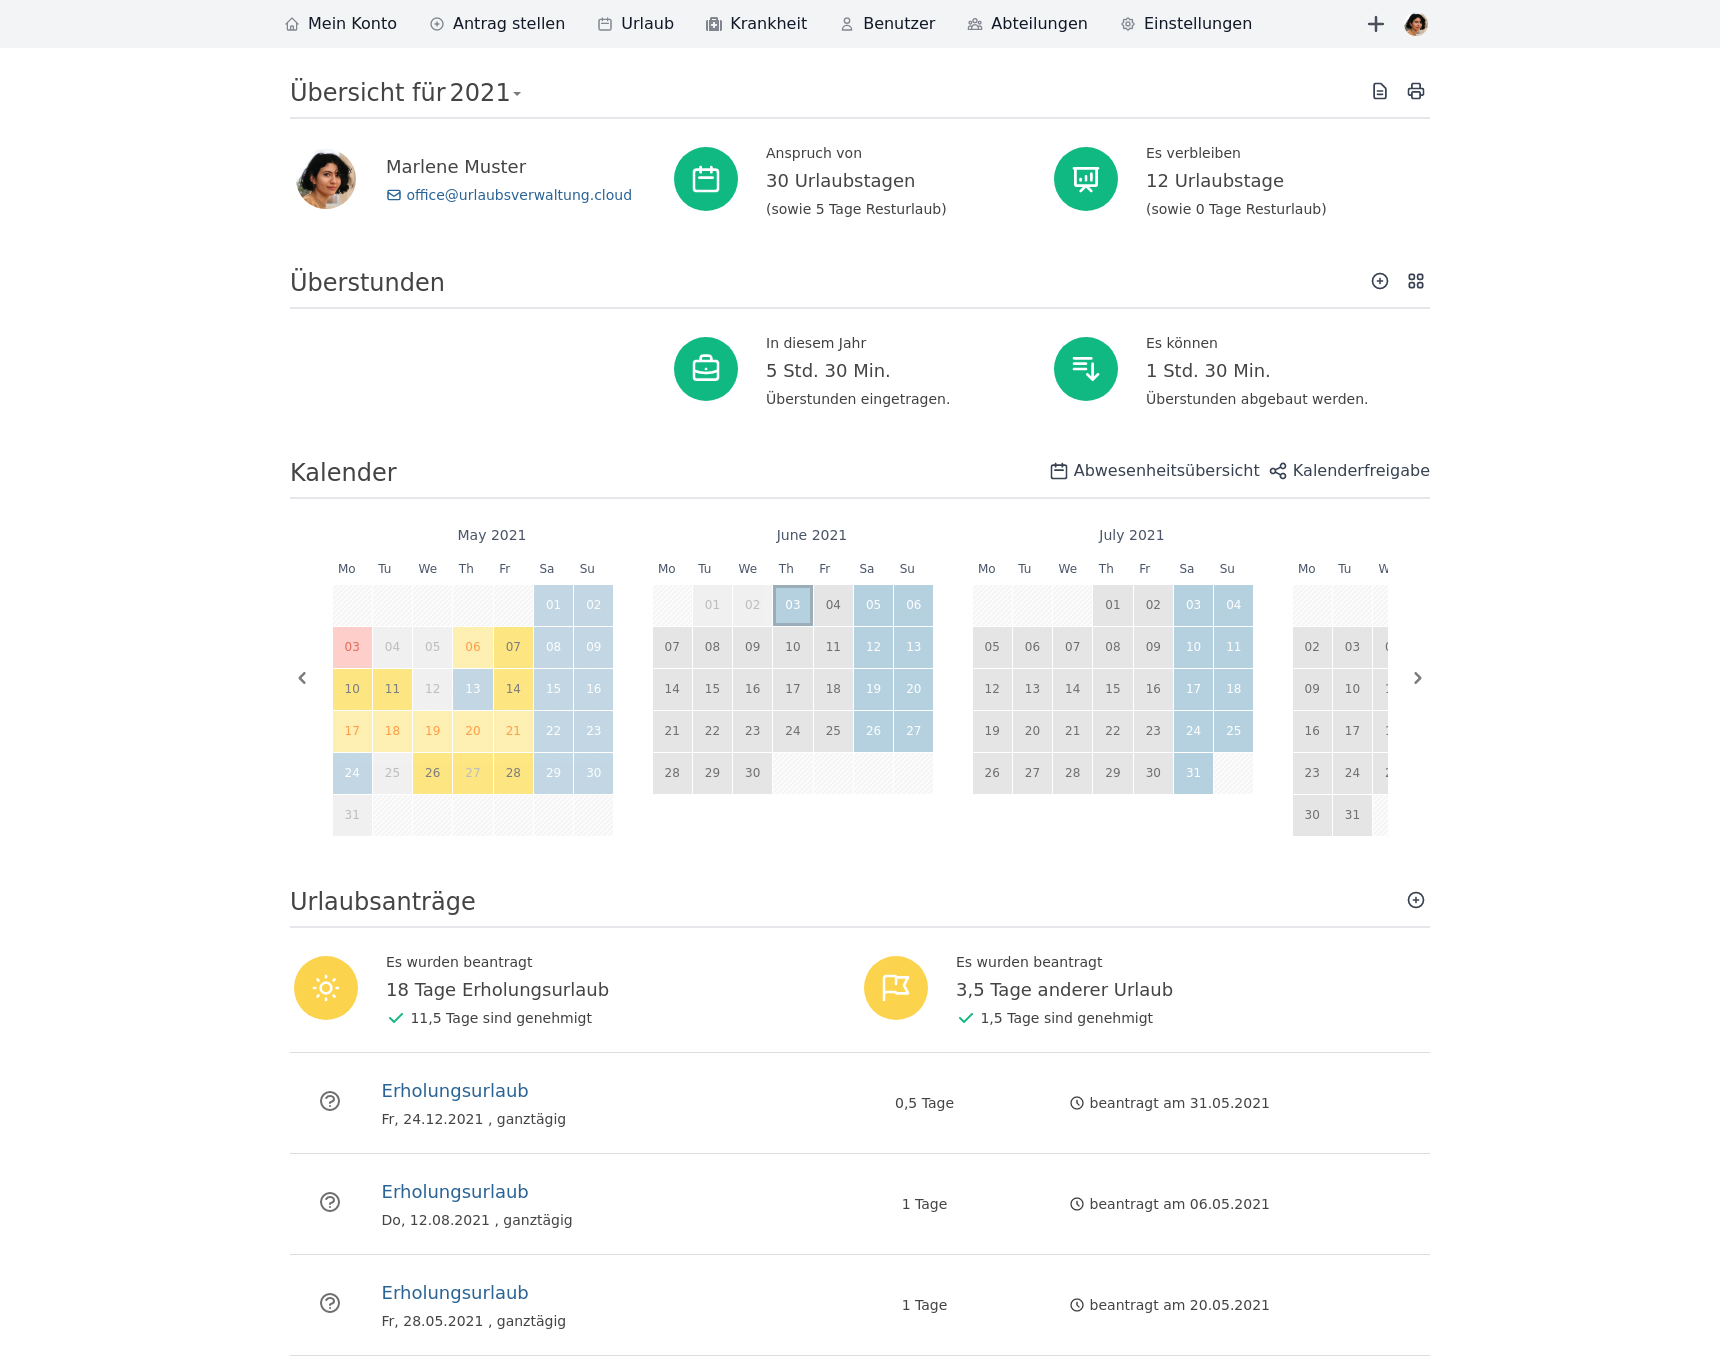 Mein Konto Antrag stellen Urlaub Krankheit Benutzer Abteilungen Einstellungen
Übersicht für 2021
Marlene Muster
office@urlaubsverwaltung.cloud
Anspruch von
30 Urlaubstagen
(sowie 5 Tage Resturlaub)
Es verbleiben
12 Urlaubstage
(sowie 0 Tage Resturlaub)
Überstunden
In diesem Jahr
5 Std. 30 Min.
Überstunden eingetragen.
Es können
1 Std. 30 Min.
Überstunden abgebaut werden.
Kalender
Abwesenheitsübersicht Kalenderfreigabe
May 2021
Mo Tu We Th Fr Sa Su
01 02
03 04 05 06 07 08 09
10 11 12 13 14 15 16
17 18 19 20 21 22 23
24 25 26 27 28 29 30
31
June 2021
Mo Tu We Th Fr Sa Su
01 02 03 04 05 06
07 08 09 10 11 12 13
14 15 16 17 18 19 20
21 22 23 24 25 26 27
28 29 30
July 2021
Mo Tu We Th Fr Sa Su
01 02 03 04
05 06 07 08 09 10 11
12 13 14 15 16 17 18
19 20 21 22 23 24 25
26 27 28 29 30 31
Mo Tu
02 03
09 10
16 17
23 24
30 31
Urlaubsanträge
Es wurden beantragt
18 Tage Erholungsurlaub
11,5 Tage sind genehmigt
Es wurden beantragt
3,5 Tage anderer Urlaub
1,5 Tage sind genehmigt
Erholungsurlaub
Fr, 24.12.2021 , ganztägig
0,5 Tage
beantragt am 31.05.2021
Erholungsurlaub
Do, 12.08.2021 , ganztägig
1 Tage
beantragt am 06.05.2021
Erholungsurlaub
Fr, 28.05.2021 , ganztägig
1 Tage
beantragt am 20.05.2021